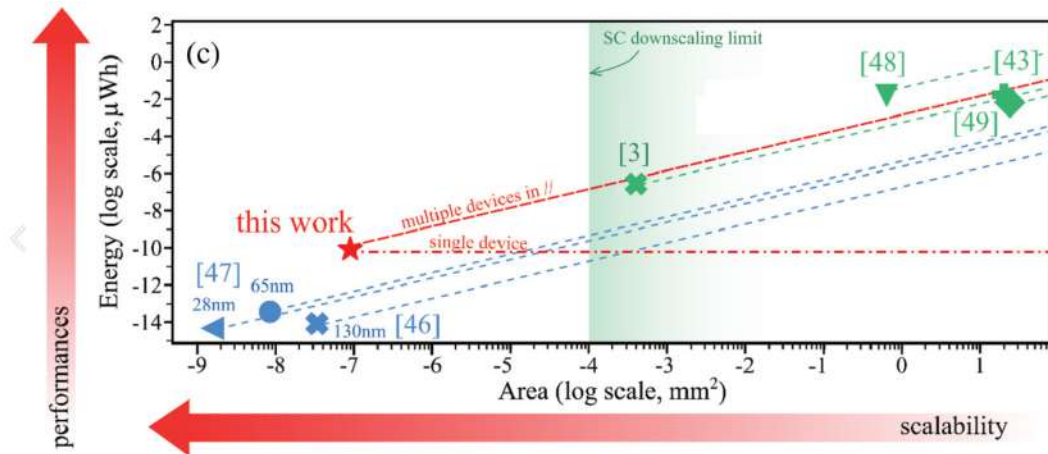 (c)
SC downscaling limit
[48]
[43]
[49]
[3]
multiple devices in //
this work
single device
[47]
65nm
28nm
130nm
[46]
Energy (log scale, µWh)
2
0
-2
-4
-6
-8
-10
-12
-14
-9 -8 -7 -6 -5 -4 -3 -2 -1 0 1
Area (log scale, mm²)
performances
scalability